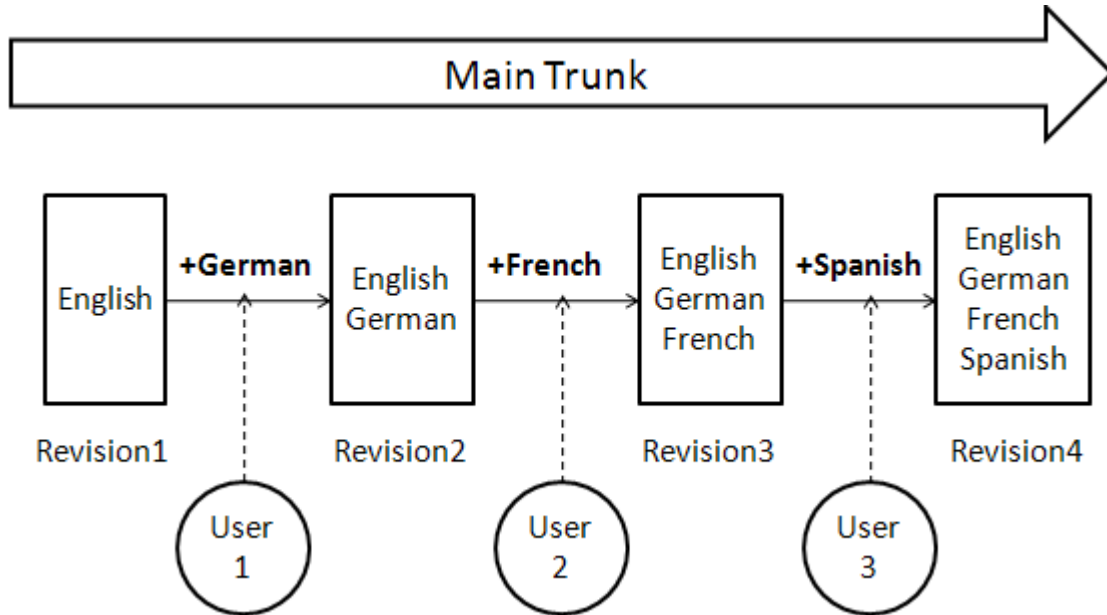 Main Trunk
+German
+French
+Spanish
English
English
German
English
German
French
English
German
French
Spanish
Revision1
Revision2
Revision3
Revision4
User
1
User
2
User
3